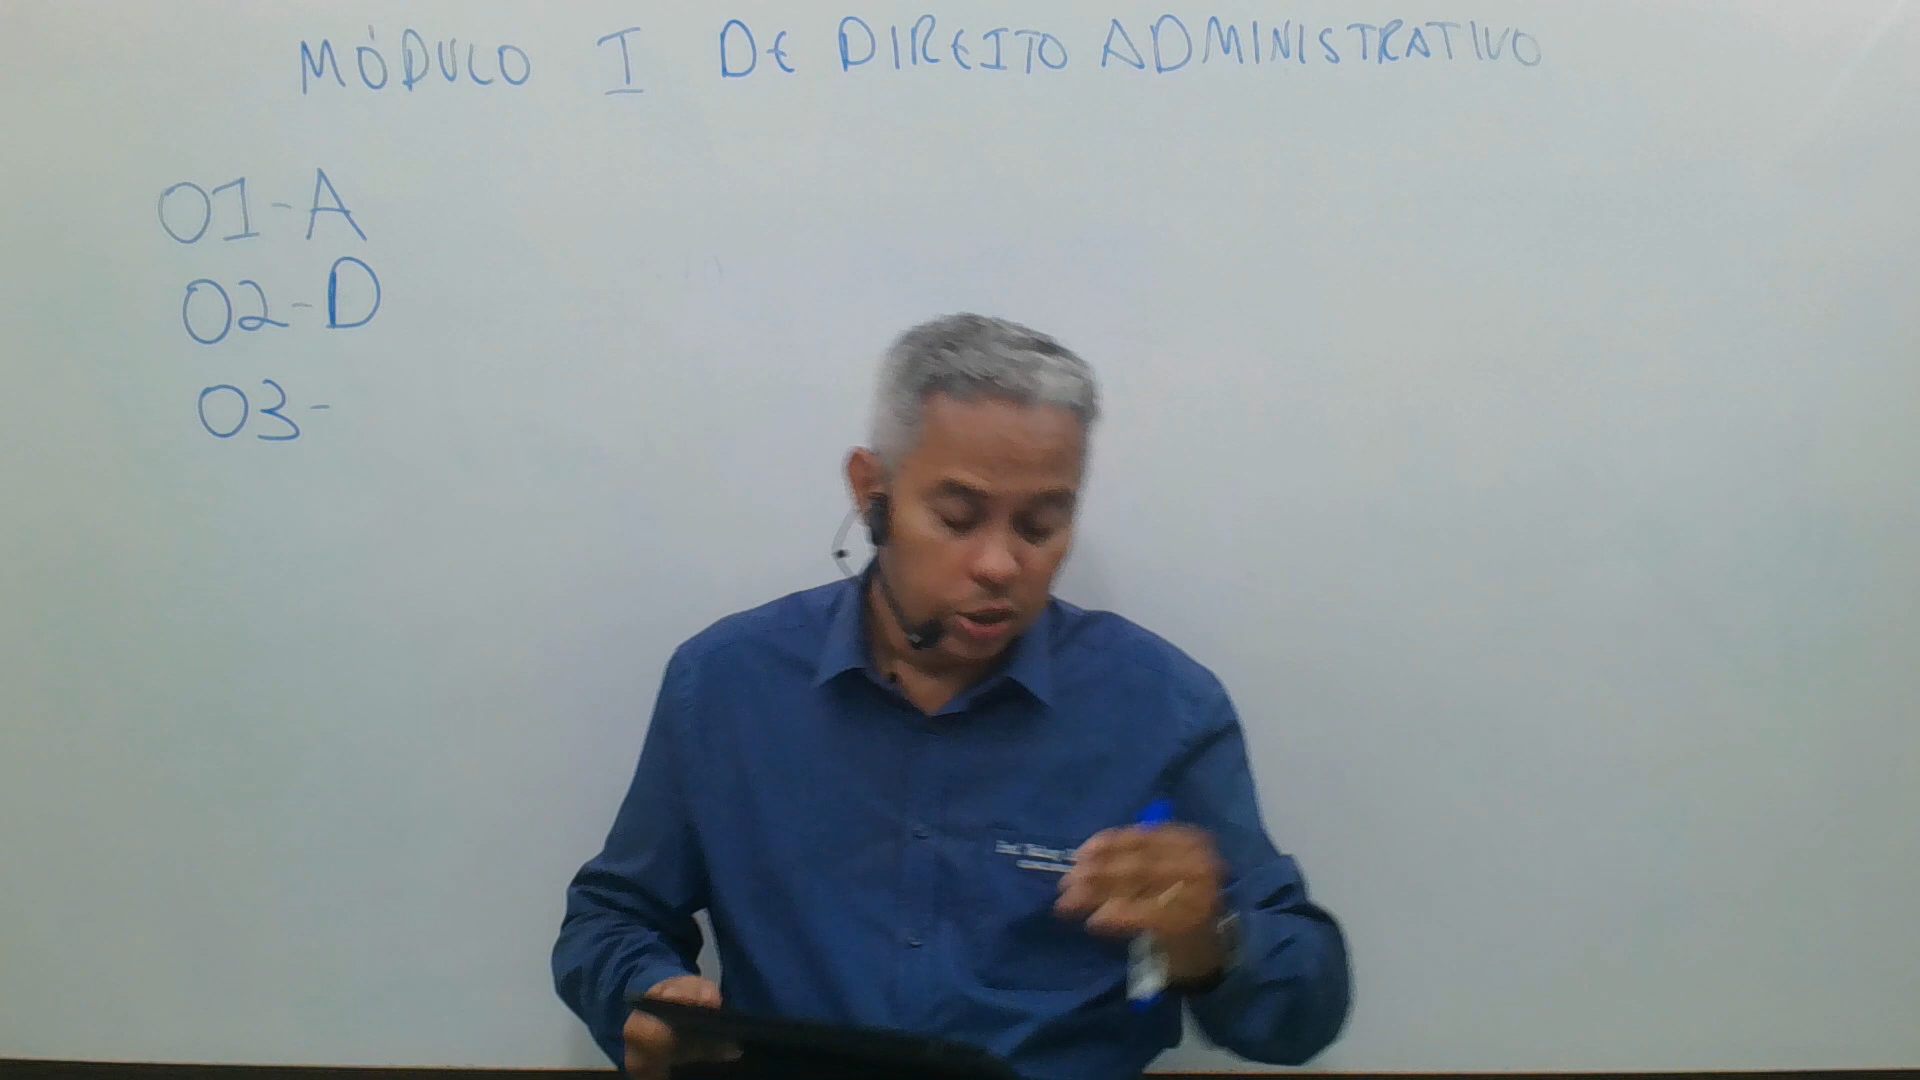 MÓDULO I DE DIREITO ADMINISTRATIVO
01-A
02-D
03-